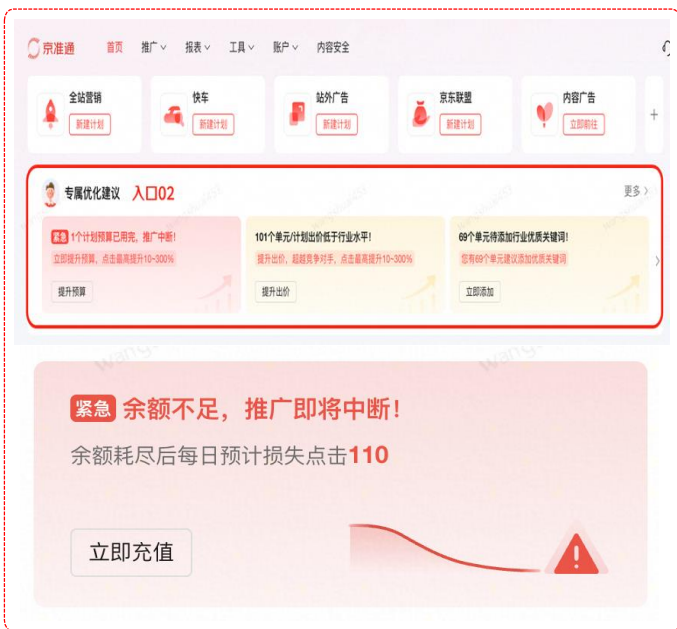 京准通 首页 推广 报表 工具 账户 内容安全
全站营销 快车 站外广告 京东联盟 内容广告
新建计划 新建计划 新建计划 新建计划 立即前往 +
专属优化建议 入口02 更多
紧急 1个计划预算已用完，推广中断！
立即提升预算，点击最高提升10~300%
提升预算
101个单元/计划出价低于行业水平！
提升出价，超越竞争对手，点击最高提升10~300%
提升出价
69个单元待添加行业优质关键词！
您有69个单元建议添加优质关键词
立即添加
紧急 余额不足，推广即将中断！
余额耗尽后每日预计损失点击110
立即充值